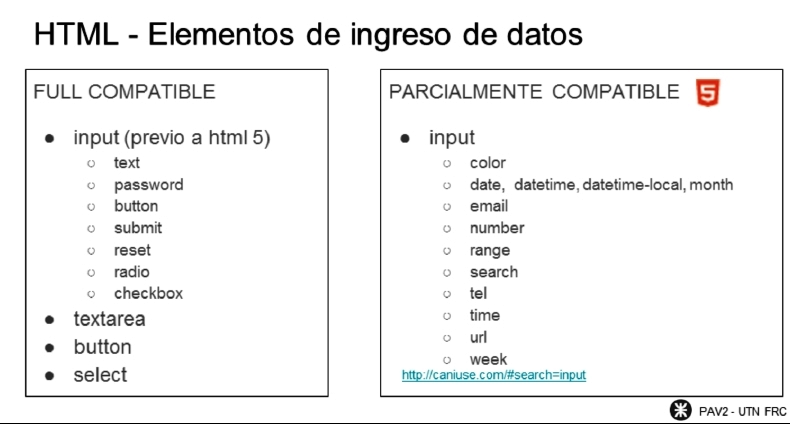 HTML - Elementos de ingreso de datos
FULL COMPATIBLE
● input (previo a html 5)
○ text
○ password
○ button
○ submit
○ reset
○ radio
○ checkbox
● textarea
● button
● select
PARCIALMENTE COMPATIBLE 5
● input
○ color
○ date, datetime, datetime-local, month
○ email
○ number
○ range
○ search
○ tel
○ time
○ url
○ week
http://caniuse.com/#search=input
PAV2 - UTN FRC